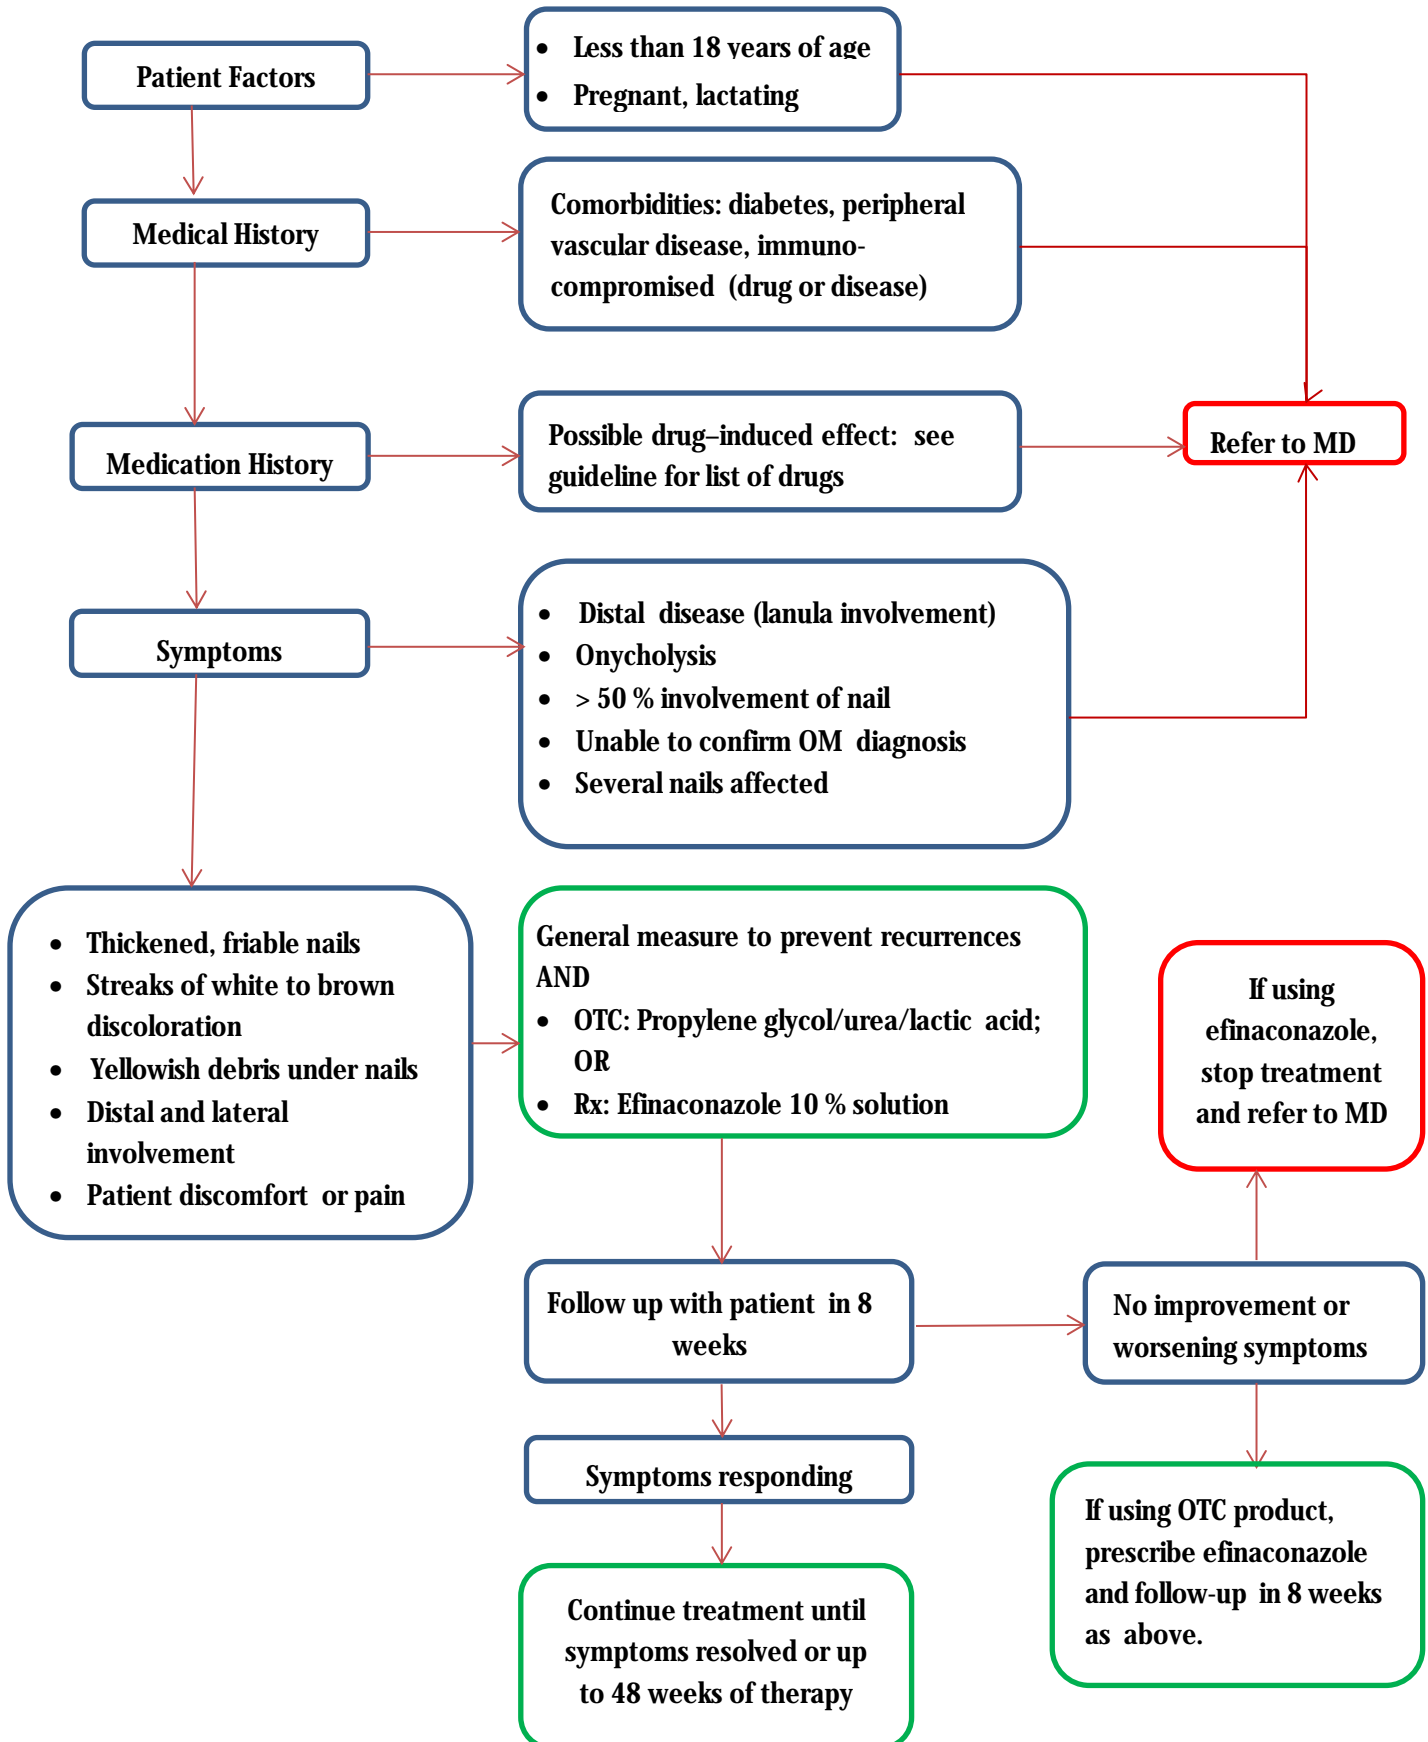 Patient Factors
• Less than 18 years of age
• Pregnant, lactating
Medical History
Comorbidities: diabetes, peripheral
vascular disease, immuno-
compromised (drug or disease)
Medication History
Possible drug–induced effect: see
guideline for list of drugs
Refer to MD
Symptoms
• Distal disease (lanula involvement)
• Onycholysis
• > 50 % involvement of nail
• Unable to confirm OM diagnosis
• Several nails affected
• Thickened, friable nails
• Streaks of white to brown
discoloration
• Yellowish debris under nails
• Distal and lateral
involvement
• Patient discomfort or pain
General measure to prevent recurrences
AND
• OTC: Propylene glycol/urea/lactic acid;
OR
• Rx: Efinaconazole 10 % solution
If using
efinaconazole,
stop treatment
and refer to MD
Follow up with patient in 8
weeks
No improvement or
worsening symptoms
Symptoms responding
If using OTC product,
prescribe efinaconazole
and follow-up in 8 weeks
as above.
Continue treatment until
symptoms resolved or up
to 48 weeks of therapy